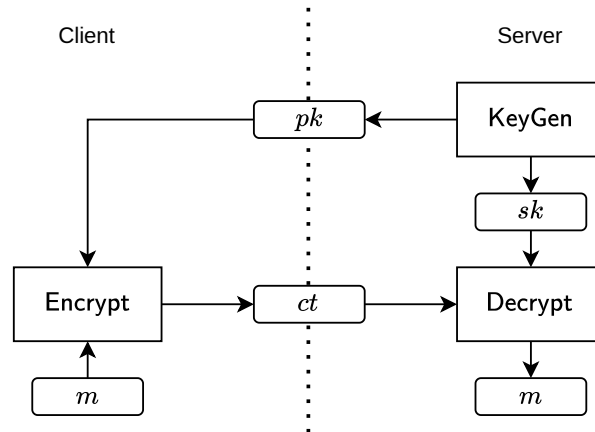 Client
Server
pk
KeyGen
sk
Encrypt
ct
Decrypt
m
m